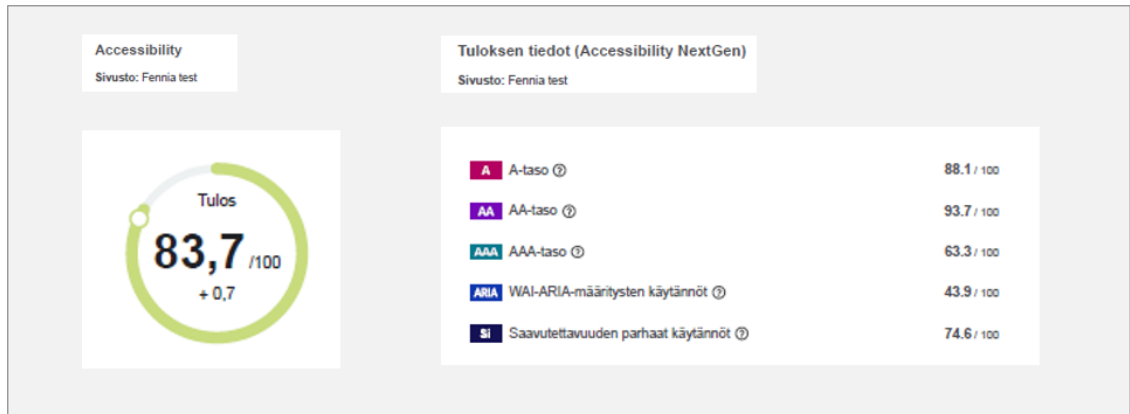 Accessibility
Sivusto: Fennia test
Tulos
83,7 /100
+ 0,7
Tuloksen tiedot (Accessibility NextGen)
Sivusto: Fennia test
A A-taso ? 88.1 / 100
AA AA-taso ? 93.7 / 100
AAA AAA-taso ? 63.3 / 100
ARIA WAI-ARIA-määritysten käytännöt ? 43.9 / 100
Si Saavutettavuuden parhaat käytännöt ? 74.6 / 100